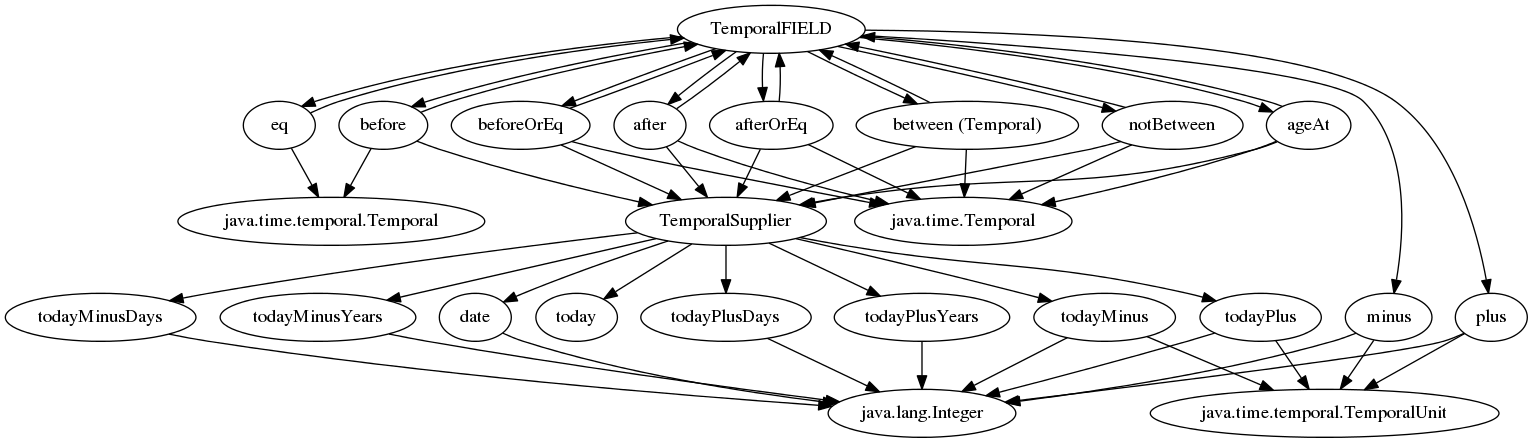 TemporalFIELD
eq
before
beforeOrEq
after
afterOrEq
between (Temporal)
notBetween
ageAt
java.time.temporal.Temporal
TemporalSupplier
java.time.Temporal
todayMinusDays
todayMinusYears
date
today
todayPlusDays
todayPlusYears
todayMinus
todayPlus
minus
plus
java.lang.Integer
java.time.temporal.TemporalUnit